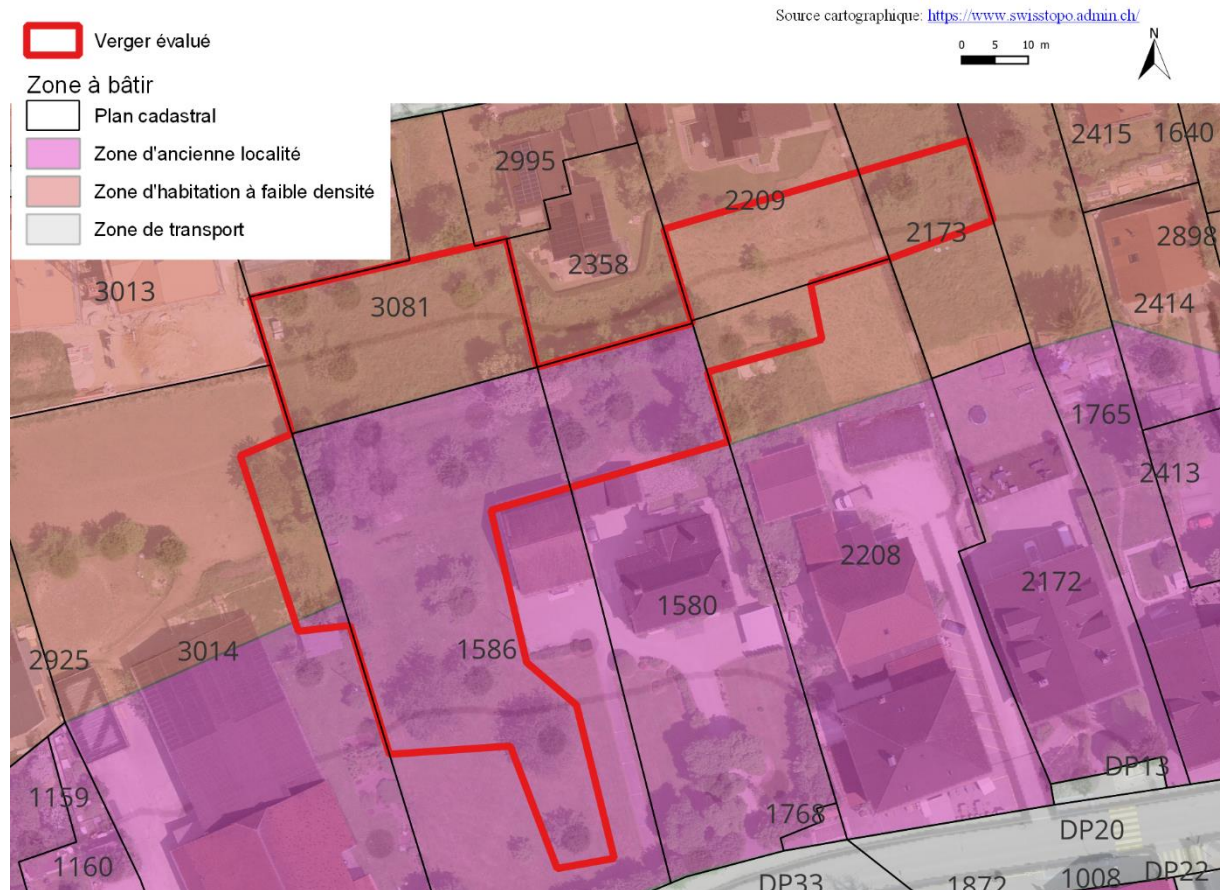 Source cartographique: https://www.swisstopo.admin.ch/
Verger évalué
0 5 10 m
N
Zone à bâtir
Plan cadastral
Zone d'ancienne localité
Zone d'habitation à faible densité
Zone de transport
2995
2415
1640
2209
2173
2898
2358
3013
3081
2414
1765
2413
2208
2172
1580
1586
3014
2925
DP13
1159
1768
DP20
1160
DP33
1872
1008
DP22